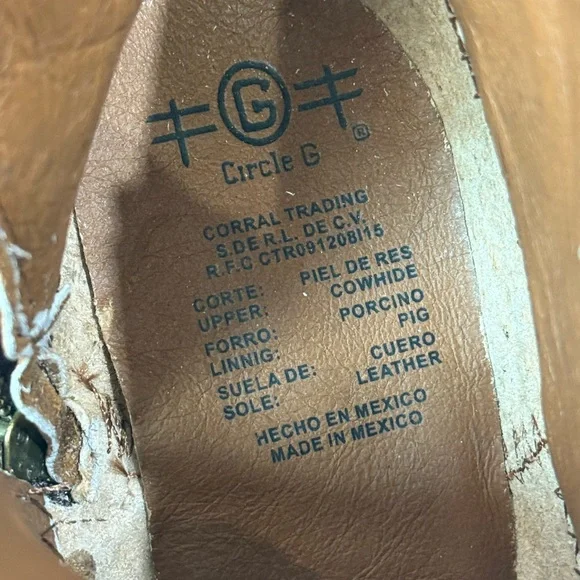 G
Circle G ®
CORRAL TRADING
S.DE R.L. DE C.V.
R.F.C CTR091208I15
CORTE: PIEL DE RES
UPPER: COWHIDE
FORRO: PORCINO
LINNIG: PIG
SUELA DE: CUERO
SOLE: LEATHER
HECHO EN MEXICO
MADE IN MEXICO